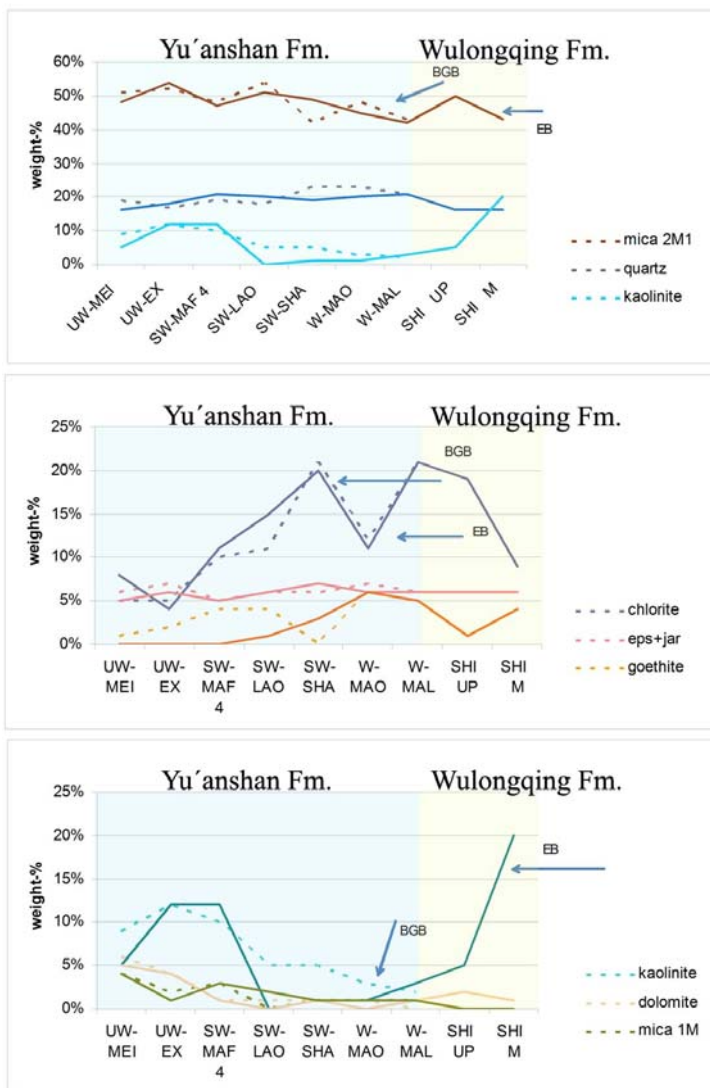 Yu´anshan Fm. Wulongqing Fm.
60%
50%
40%
30%
20%
10%
0%
weight-%
BGB
EB
UW-MEI
UW-EX
SW-MAF 4
SW-LAO
SW-SHA
W-MAO
W-MAL
SHI UP
SHI M
mica 2M1
quartz
kaolinite
Yu´anshan Fm. Wulongqing Fm.
25%
20%
15%
10%
5%
0%
weight-%
BGB
EB
UW-MEI
UW-EX
SW-MAF 4
SW-LAO
SW-SHA
W-MAO
W-MAL
SHI UP
SHI M
chlorite
eps+jar
goethite
Yu´anshan Fm. Wulongqing Fm.
25%
20%
15%
10%
5%
0%
weight-%
EB
BGB
UW-MEI
UW-EX
SW-MAF 4
SW-LAO
SW-SHA
W-MAO
W-MAL
SHI UP
SHI M
kaolinite
dolomite
mica 1M